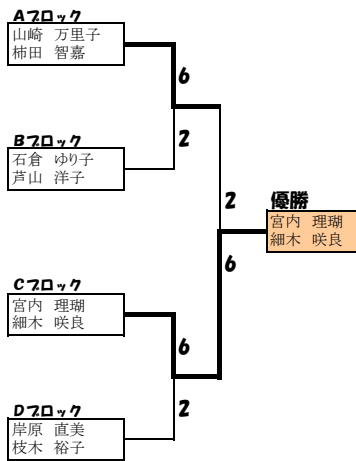 Aブロック
山崎 万里子
柿田 智嘉
6
2
Bブロック
石倉 ゆり子
芦山 洋子
2
優勝
宮内 理瑚
細木 咲良
6
Cブロック
宮内 理瑚
細木 咲良
6
2
Dブロック
岸原 直美
枝木 裕子